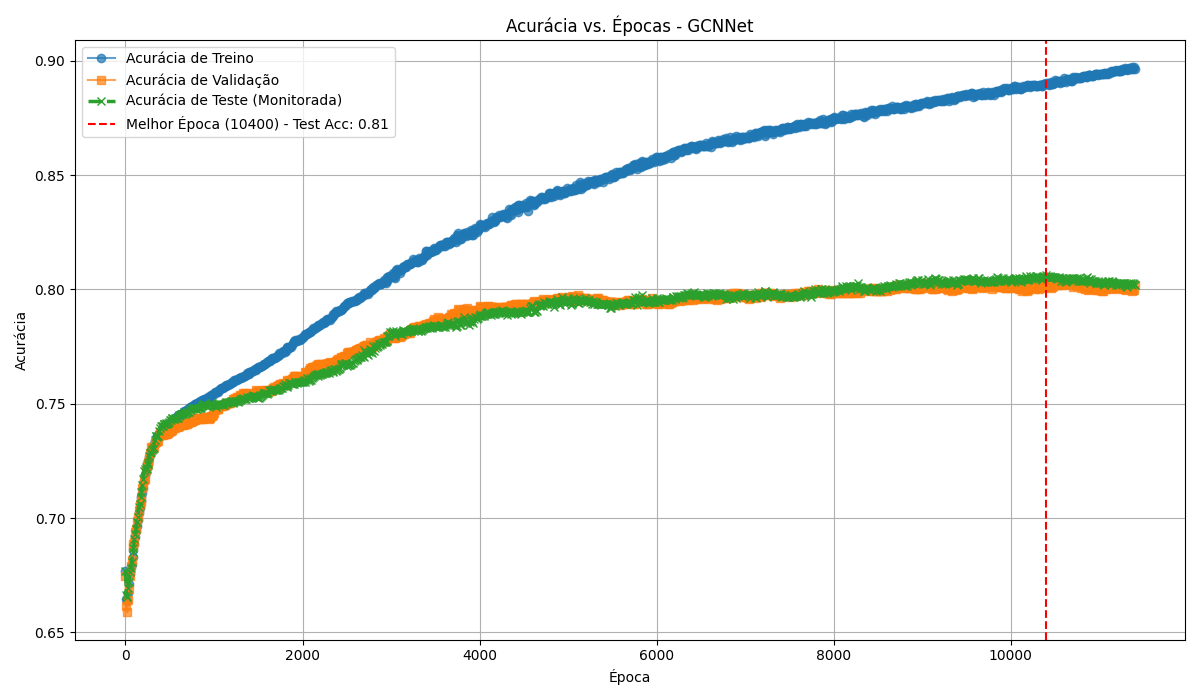 Acurácia vs. Épocas - GCNNet
Acurácia de Treino
Acurácia de Validação
Acurácia de Teste (Monitorada)
Melhor Época (10400) - Test Acc: 0.81
0.90
0.85
0.80
0.75
0.70
0.65
Acurácia
0 2000 4000 6000 8000 10000
Época